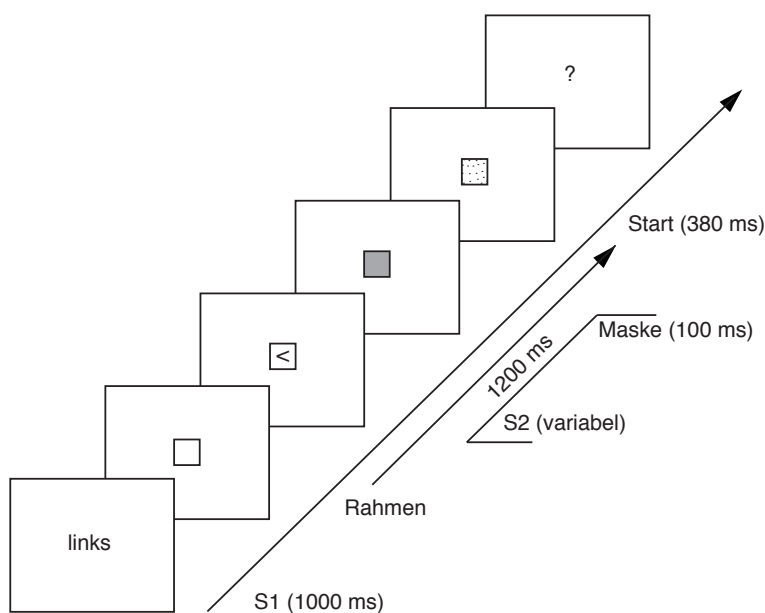 ?
Start (380 ms)
Maske (100 ms)
1200 ms
<
S2 (variabel)
Rahmen
links
S1 (1000 ms)